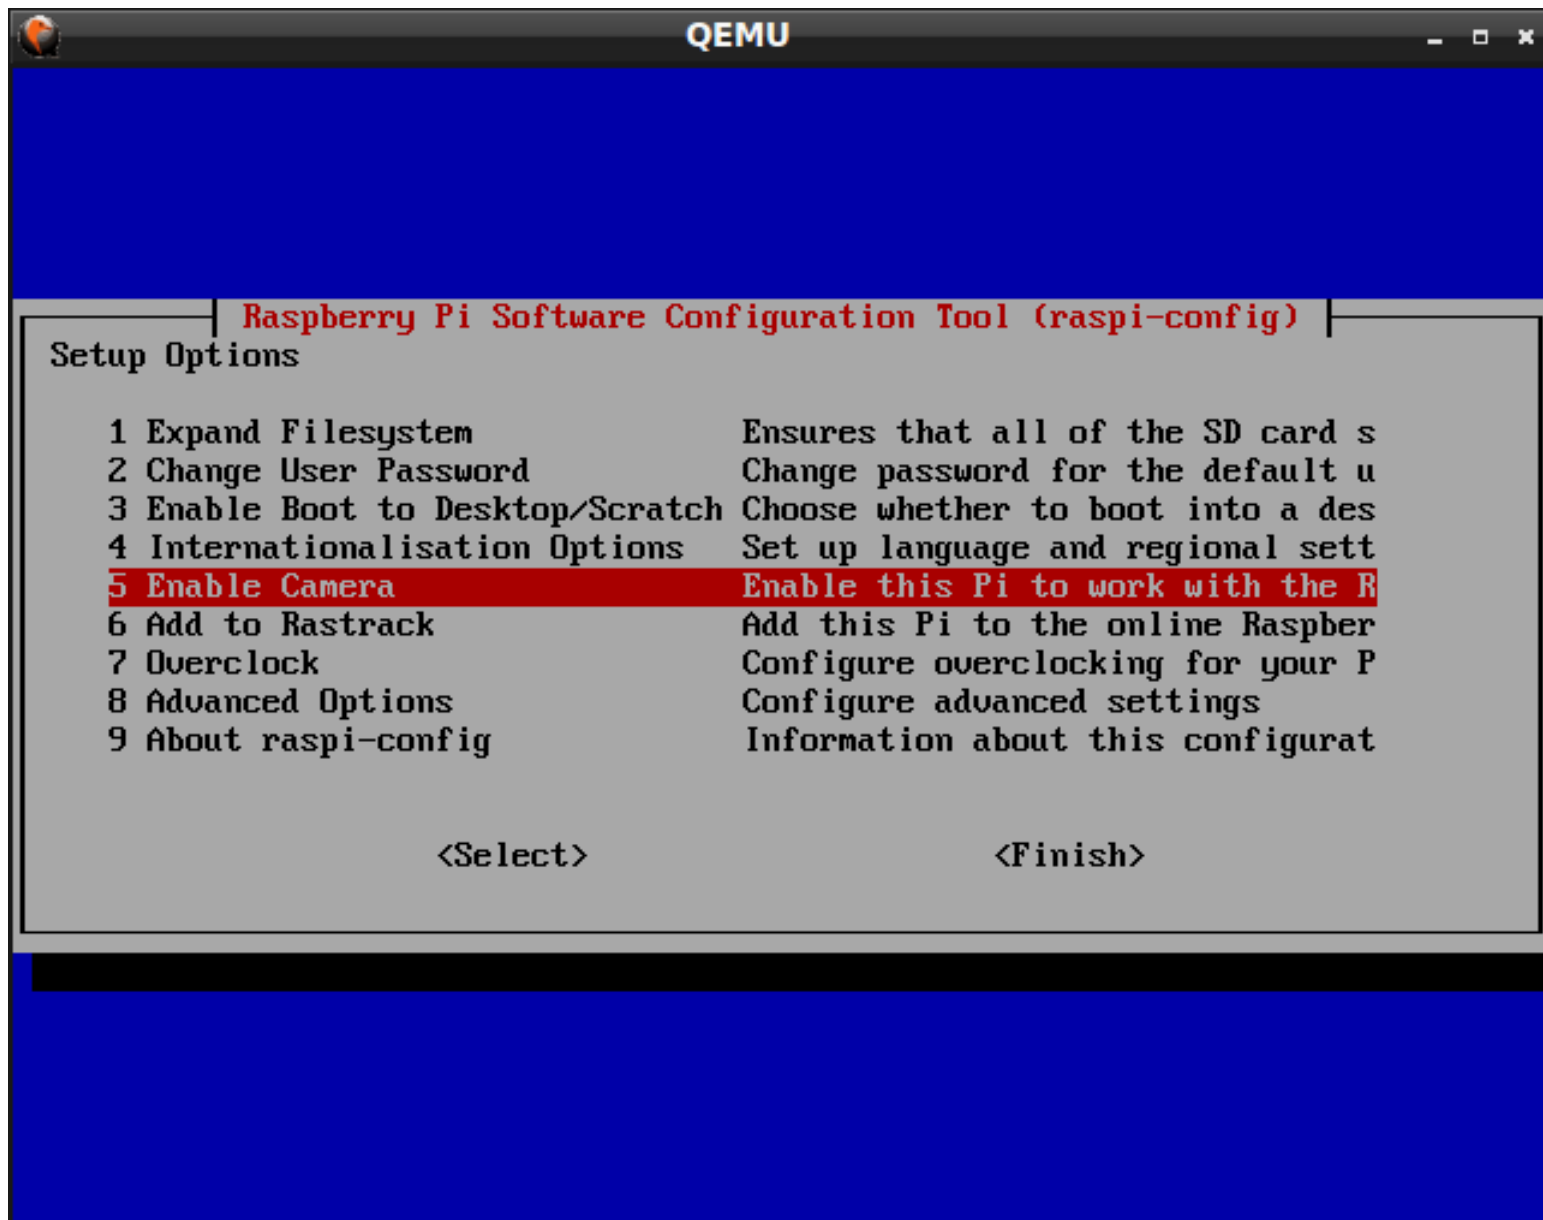 QEMU
Raspberry Pi Software Configuration Tool (raspi-config)
Setup Options
1 Expand Filesystem Ensures that all of the SD card s
2 Change User Password Change password for the default u
3 Enable Boot to Desktop/Scratch Choose whether to boot into a des
4 Internationalisation Options Set up language and regional sett
5 Enable Camera Enable this Pi to work with the R
6 Add to Rastrack Add this Pi to the online Raspber
7 Overclock Configure overclocking for your P
8 Advanced Options Configure advanced settings
9 About raspi-config Information about this configurat
<Select> <Finish>